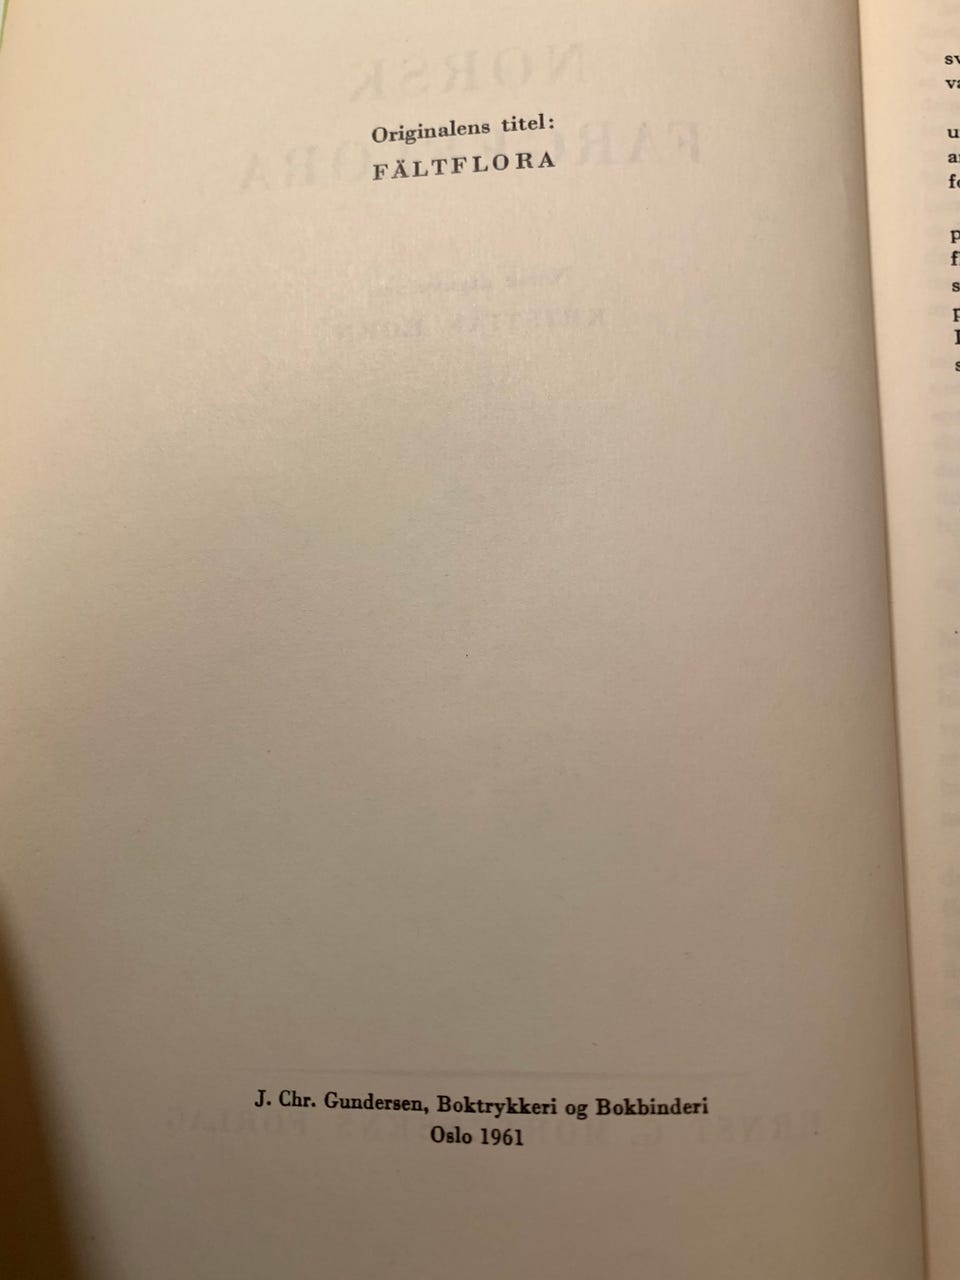 Originalens titel:
FÄLTFLORA
J. Chr. Gundersen, Boktrykkeri og Bokbinderi
Oslo 1961